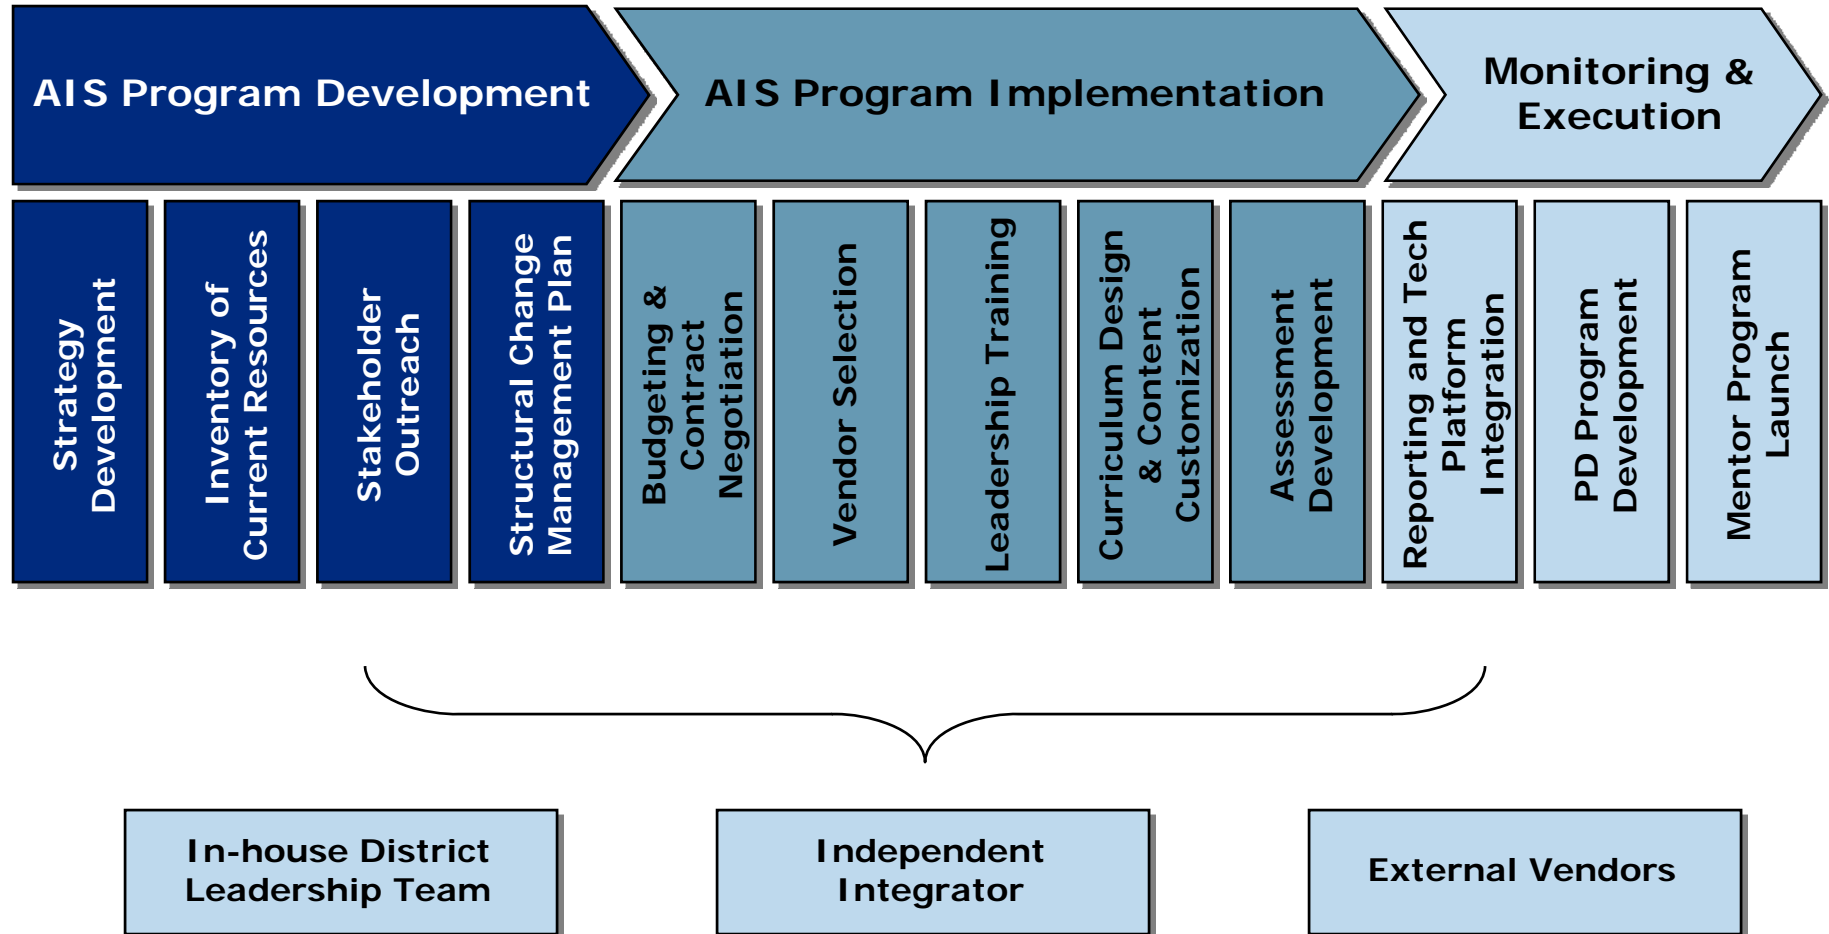 AIS Program Development
AIS Program Implementation
Monitoring &
Execution
Strategy
Development
Inventory of
Current Resources
Stakeholder
Outreach
Structural Change
Management Plan
Budgeting &
Contract
Negotiation
Vendor Selection
Leadership Training
Curriculum Design
& Content
Customization
Assessment
Development
Reporting and Tech
Platform
Integration
PD Program
Development
Mentor Program
Launch
In-house District
Leadership Team
Independent
Integrator
External Vendors